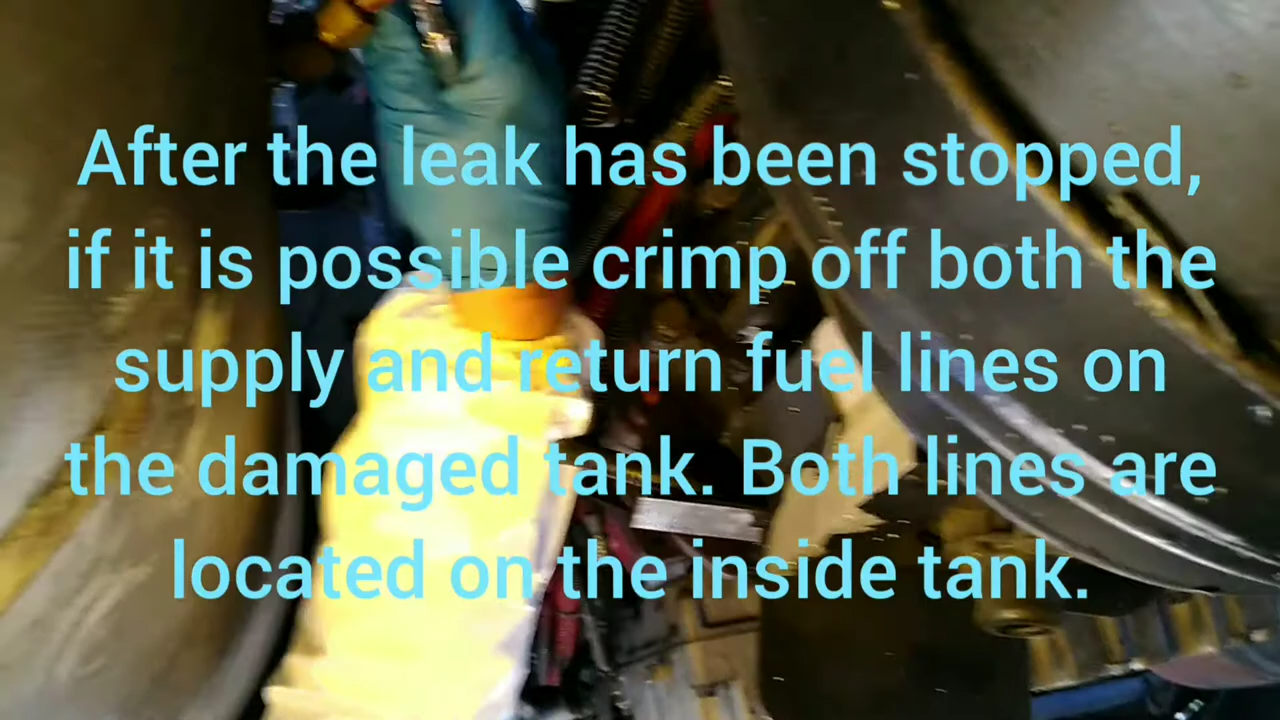 After the leak has been stopped,
if it is possible crimp off both the
supply and return fuel lines on
the damaged tank. Both lines are
located on the inside tank.